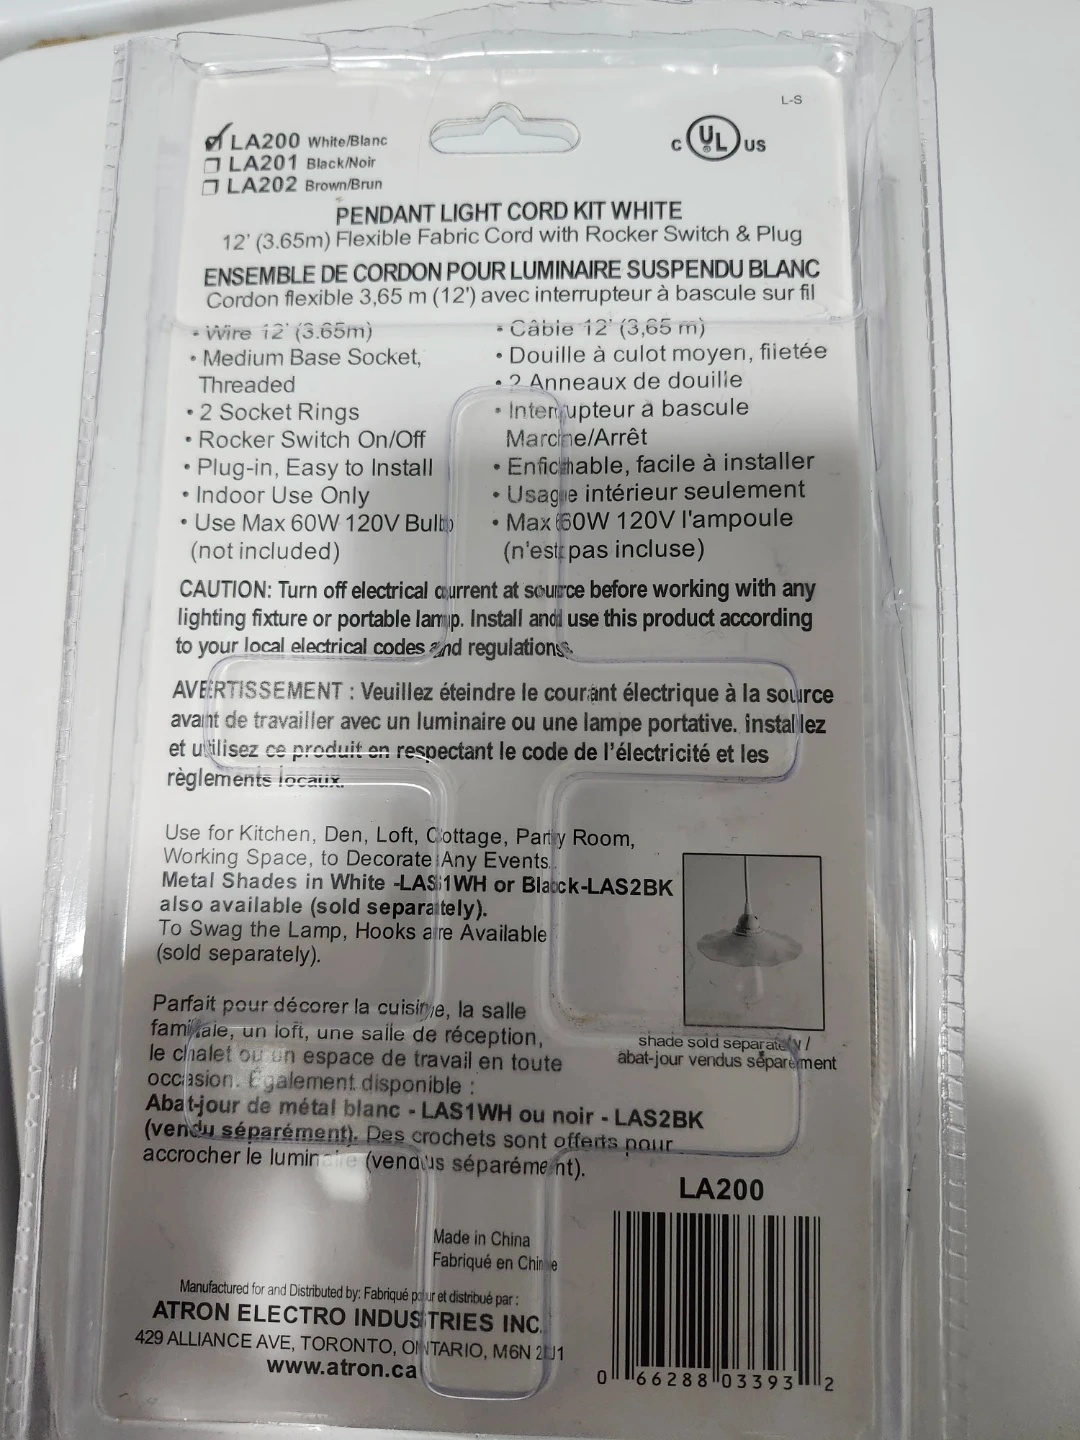 L-S
LA200 White/Blanc
LA201 Black/Noir
LA202 Brown/Brun
C UL® US
PENDANT LIGHT CORD KIT WHITE
12' (3.65m) Flexible Fabric Cord with Rocker Switch & Plug
ENSEMBLE DE CORDON POUR LUMINAIRE SUSPENDU BLANC
Cordon flexible 3,65 m (12') avec interrupteur à bascule sur fil
• Wire 12' (3.65m)
• Medium Base Socket,
Threaded
• 2 Socket Rings
• Rocker Switch On/Off
• Plug-in, Easy to Install
• Indoor Use Only
• Use Max 60W 120V Bulb
(not included)
• Câble 12' (3,65 m)
• Douille à culot moyen, filetée
• 2 Anneaux de douille
• Interrupteur à bascule
Marche/Arrêt
• Enfichable, facile à installer
• Usage intérieur seulement
• Max 60W 120V l'ampoule
(n'est pas incluse)
CAUTION: Turn off electrical current at source before working with any
lighting fixture or portable lamp. Install and use this product according
to your local electrical codes and regulations.
AVERTISSEMENT : Veuillez éteindre le courant électrique à la source
avant de travailler avec un luminaire ou une lampe portative. installez
et utilisez ce produit en respectant le code de l'électricité et les
règlements locaux.
Use for Kitchen, Den, Loft, Cottage, Party Room,
Working Space, to Decorate Any Events.
Metal Shades in White -LAS1WH or Black-LAS2BK
also available (sold separately).
To Swag the Lamp, Hooks are Available
(sold separately).
Parfait pour décorer la cuisine, la salle
familale, un loft, une salle de réception,
le chalet ou un espace de travail en toute
occasion. Également disponible :
Abat-jour de métal blanc - LAS1WH ou noir - LAS2BK
(vendu séparément). Des crochets sont offerts pour
accrocher le luminaire (vendus séparément).
shade sold separately /
abat-jour vendus séparément
LA200
Made in China
Fabriqué en Chine
Manufactured for and Distributed by: Fabriqué pour et distribué par :
ATRON ELECTRO INDUSTRIES INC.
429 ALLIANCE AVE, TORONTO, ONTARIO, M6N 2J1
www.atron.ca
0 66288 03393 2